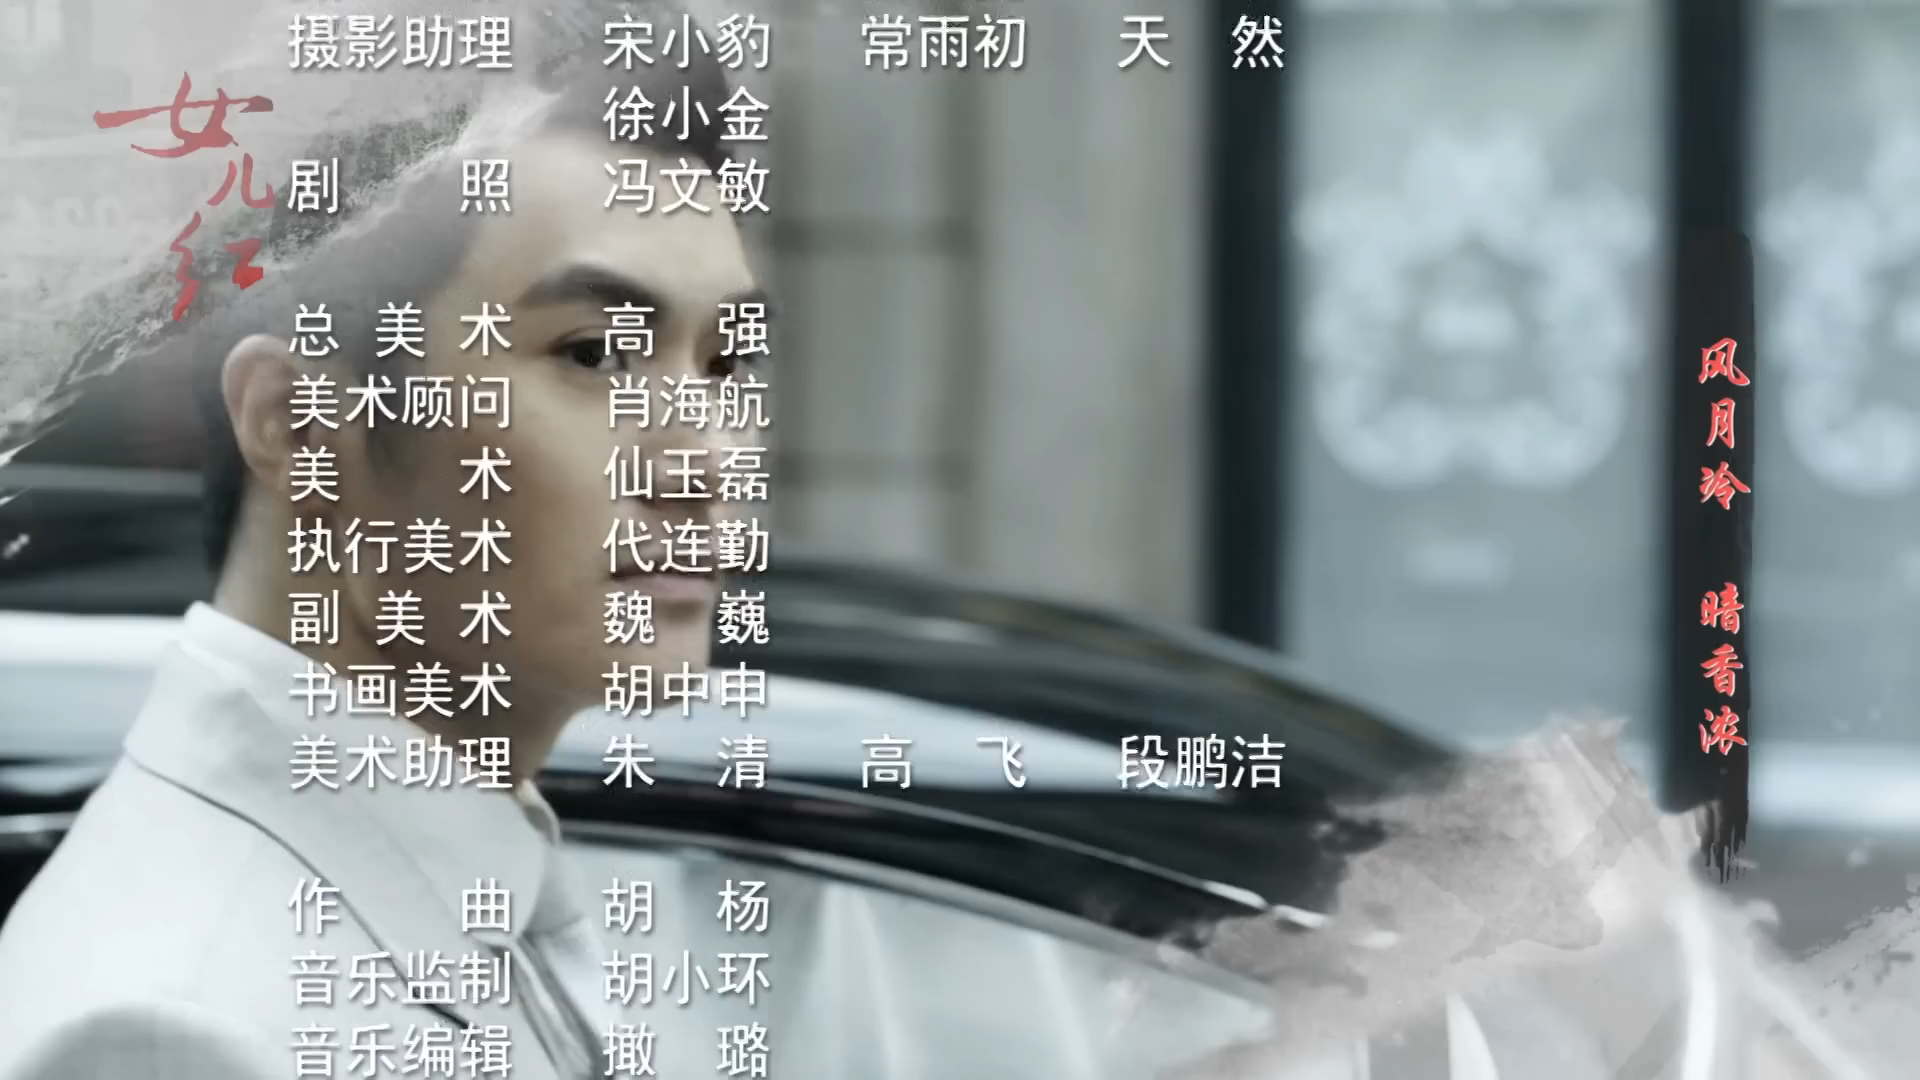 摄影助理 宋小豹 常雨初 天然
徐小金
女儿红
剧照 冯文敏
总美术 高强
美术顾问 肖海航
美术 仙玉磊
执行美术 代连勤
副美术 魏巍
书画美术 胡中申
美术助理 朱清 高飞 段鹏洁
作曲 胡杨
音乐监制 胡小环
音乐编辑 撖璐
风月冷 暗香浓